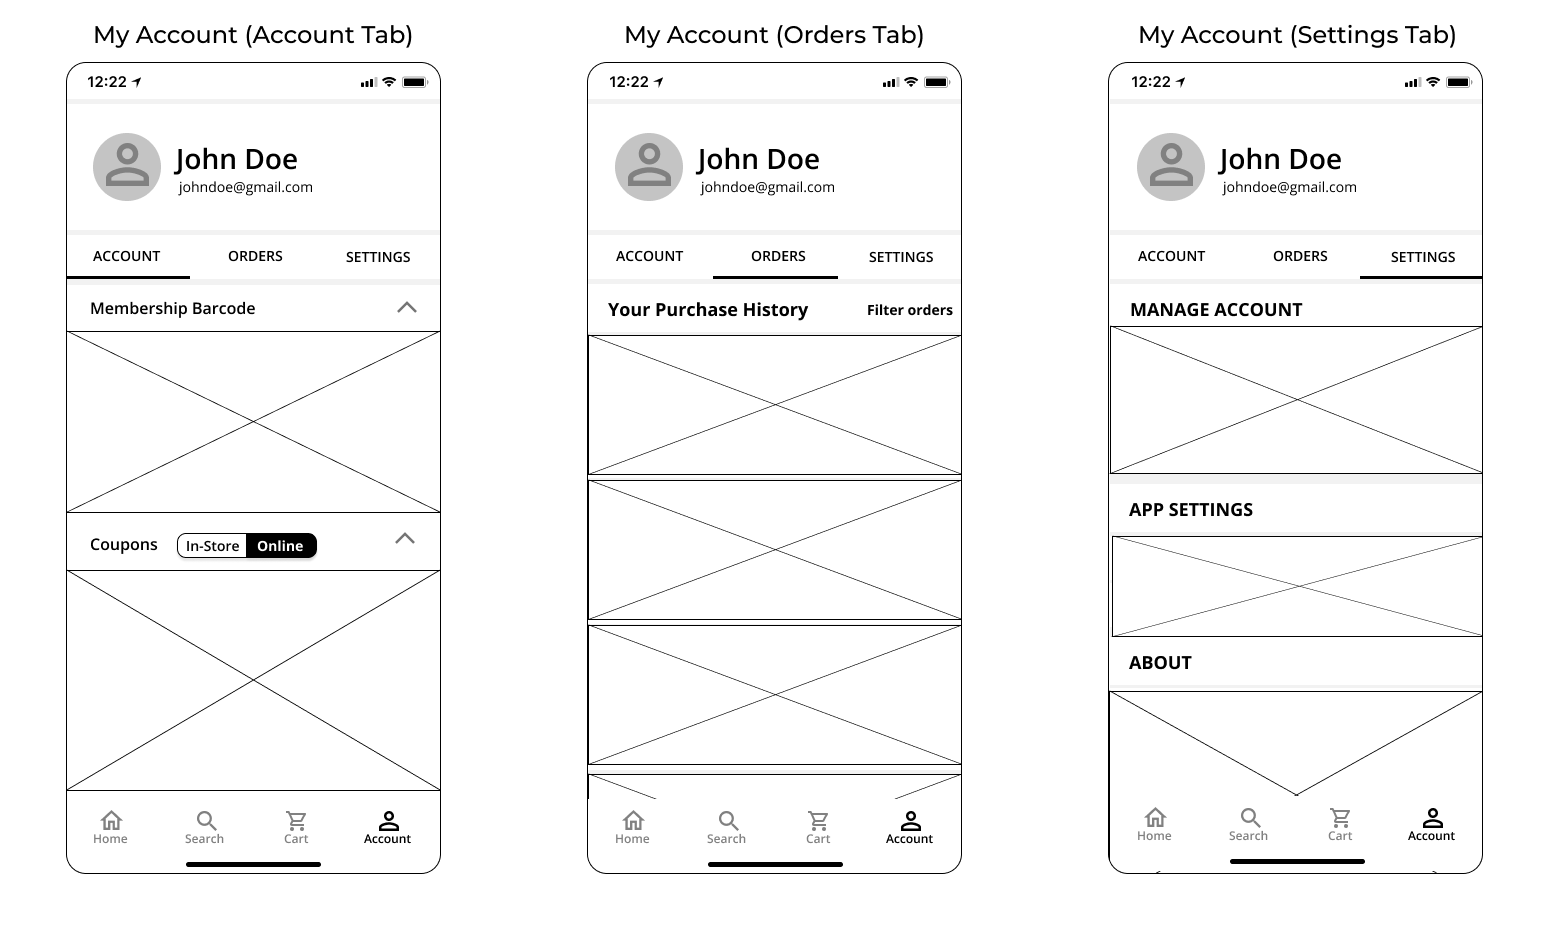 My Account (Account Tab)
12:22
John Doe
johndoe@gmail.com
ACCOUNT ORDERS SETTINGS
Membership Barcode
Coupons In-Store Online
Home Search Cart Account
My Account (Orders Tab)
12:22
John Doe
johndoe@gmail.com
ACCOUNT ORDERS SETTINGS
Your Purchase History Filter orders
Home Search Cart Account
My Account (Settings Tab)
12:22
John Doe
johndoe@gmail.com
ACCOUNT ORDERS SETTINGS
MANAGE ACCOUNT
APP SETTINGS
ABOUT
Home Search Cart Account